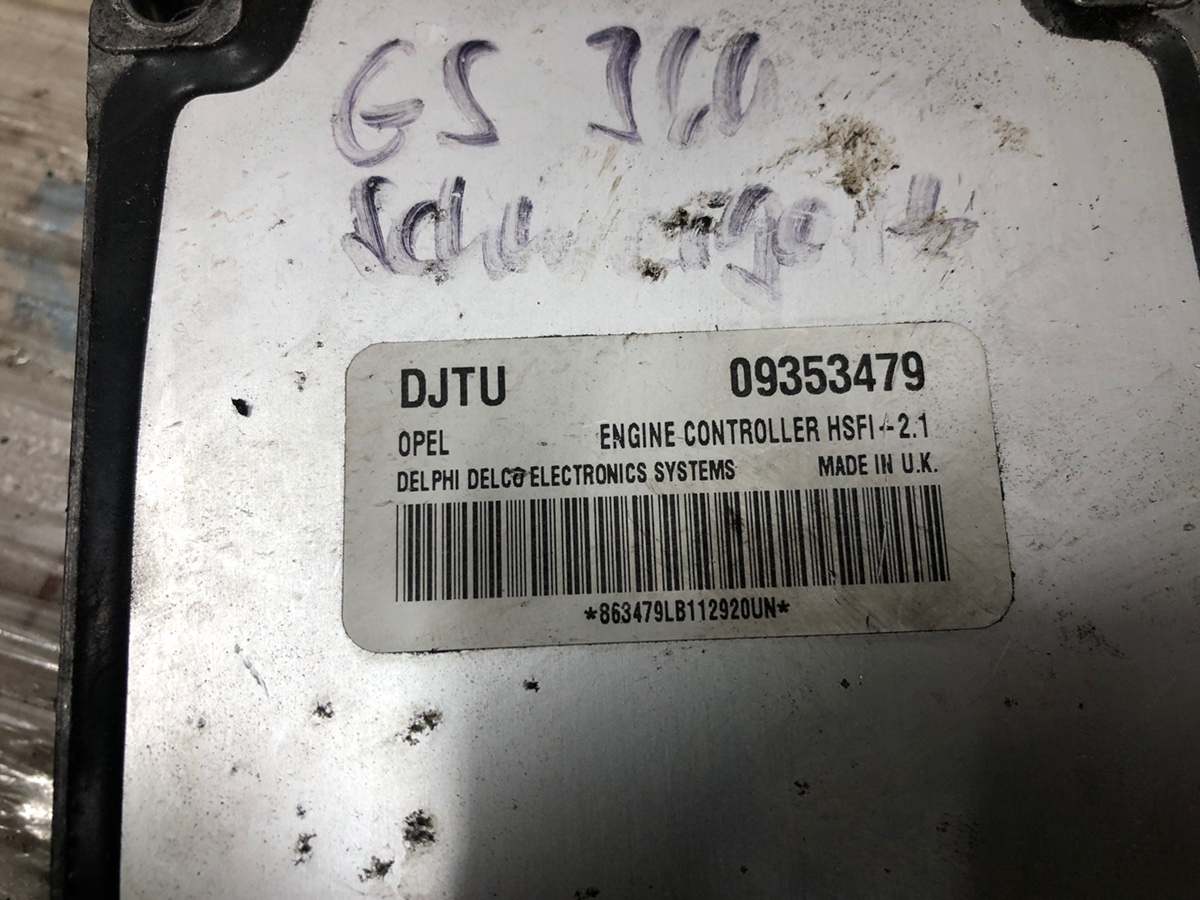 GS
DJTU 09353479
OPEL ENGINE CONTROLLER HSFI-2.1
DELPHI DELCO ELECTRONICS SYSTEMS MADE IN U.K.
*863479LB112920UN*